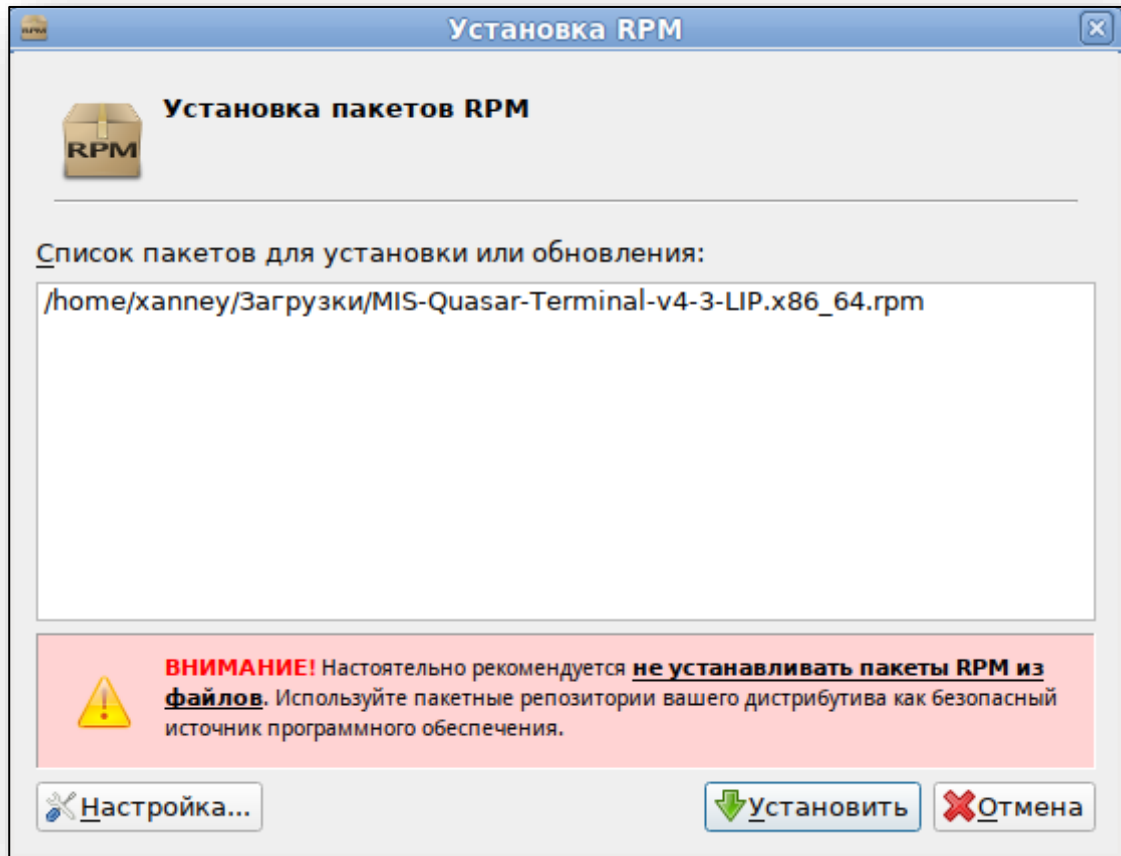 Установка RPM
Установка пакетов RPM
RPM
Список пакетов для установки или обновления:
/home/xanney/Загрузки/MIS-Quasar-Terminal-v4-3-LIP.x86_64.rpm
ВНИМАНИЕ! Настоятельно рекомендуется не устанавливать пакеты RPM из
файлов. Используйте пакетные репозитории вашего дистрибутива как безопасный
источник программного обеспечения.
Настройка...
Установить
Отмена